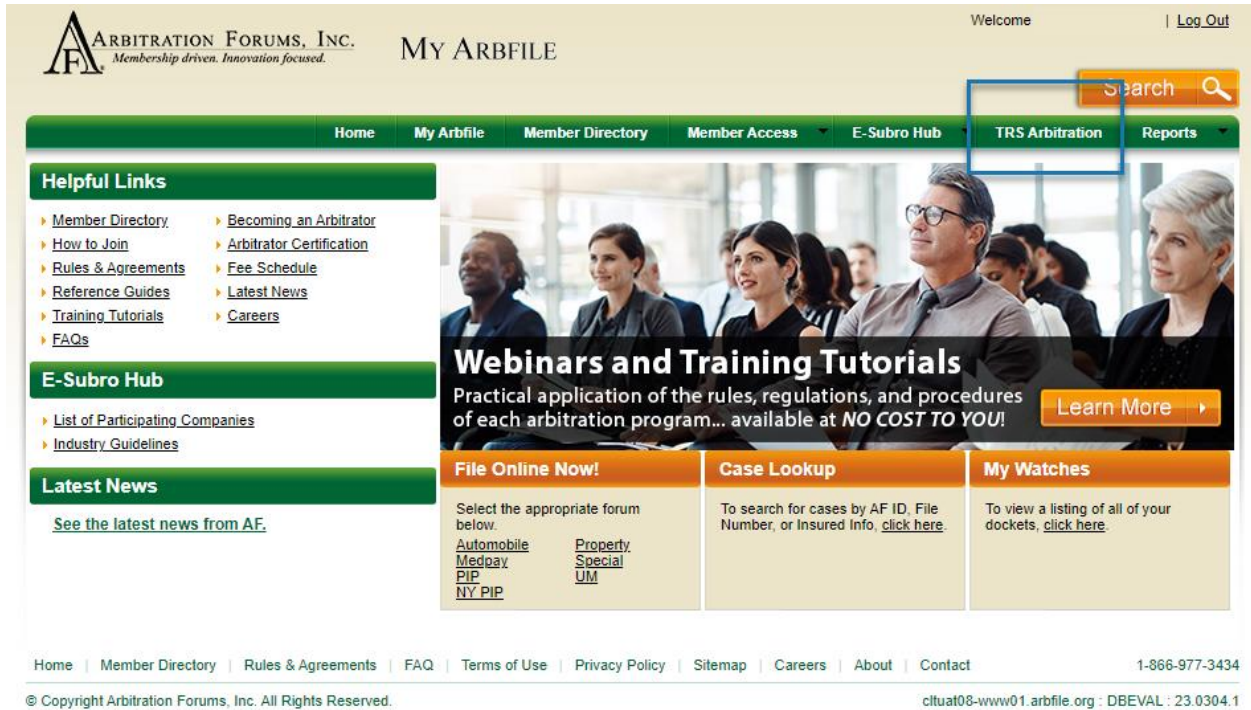 Welcome | Log Out
ARBITRATION FORUMS, INC.
Membership driven. Innovation focused.
MY ARBFILE
Search
Home My Arbfile Member Directory Member Access E-Subro Hub TRS Arbitration Reports
Helpful Links
Member Directory
How to Join
Rules & Agreements
Reference Guides
Training Tutorials
FAQs
Becoming an Arbitrator
Arbitrator Certification
Fee Schedule
Latest News
Careers
E-Subro Hub
List of Participating Companies
Industry Guidelines
Latest News
See the latest news from AF.
Webinars and Training Tutorials
Practical application of the rules, regulations, and procedures
of each arbitration program... available at NO COST TO YOU!
Learn More
File Online Now!
Select the appropriate forum
below.
Automobile
Medpay
PIP
NY PIP
Property
Special
UM
Case Lookup
To search for cases by AF ID, File
Number, or Insured Info, click here.
My Watches
To view a listing of all of your
dockets, click here.
Home | Member Directory | Rules & Agreements | FAQ | Terms of Use | Privacy Policy | Sitemap | Careers | About | Contact 1-866-977-3434
© Copyright Arbitration Forums, Inc. All Rights Reserved. cltuat08-www01.arbfile.org : DBEVAL : 23.0304.1